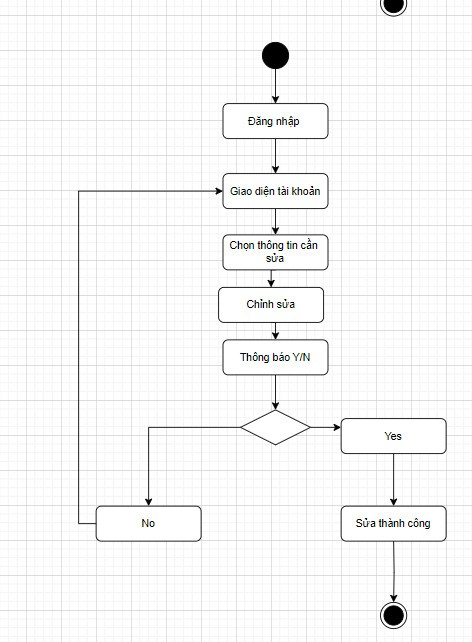 Đăng nhập
Giao diện tài khoản
Chọn thông tin cần
sửa
Chỉnh sửa
Thông báo Y/N
Yes
No
Sửa thành công